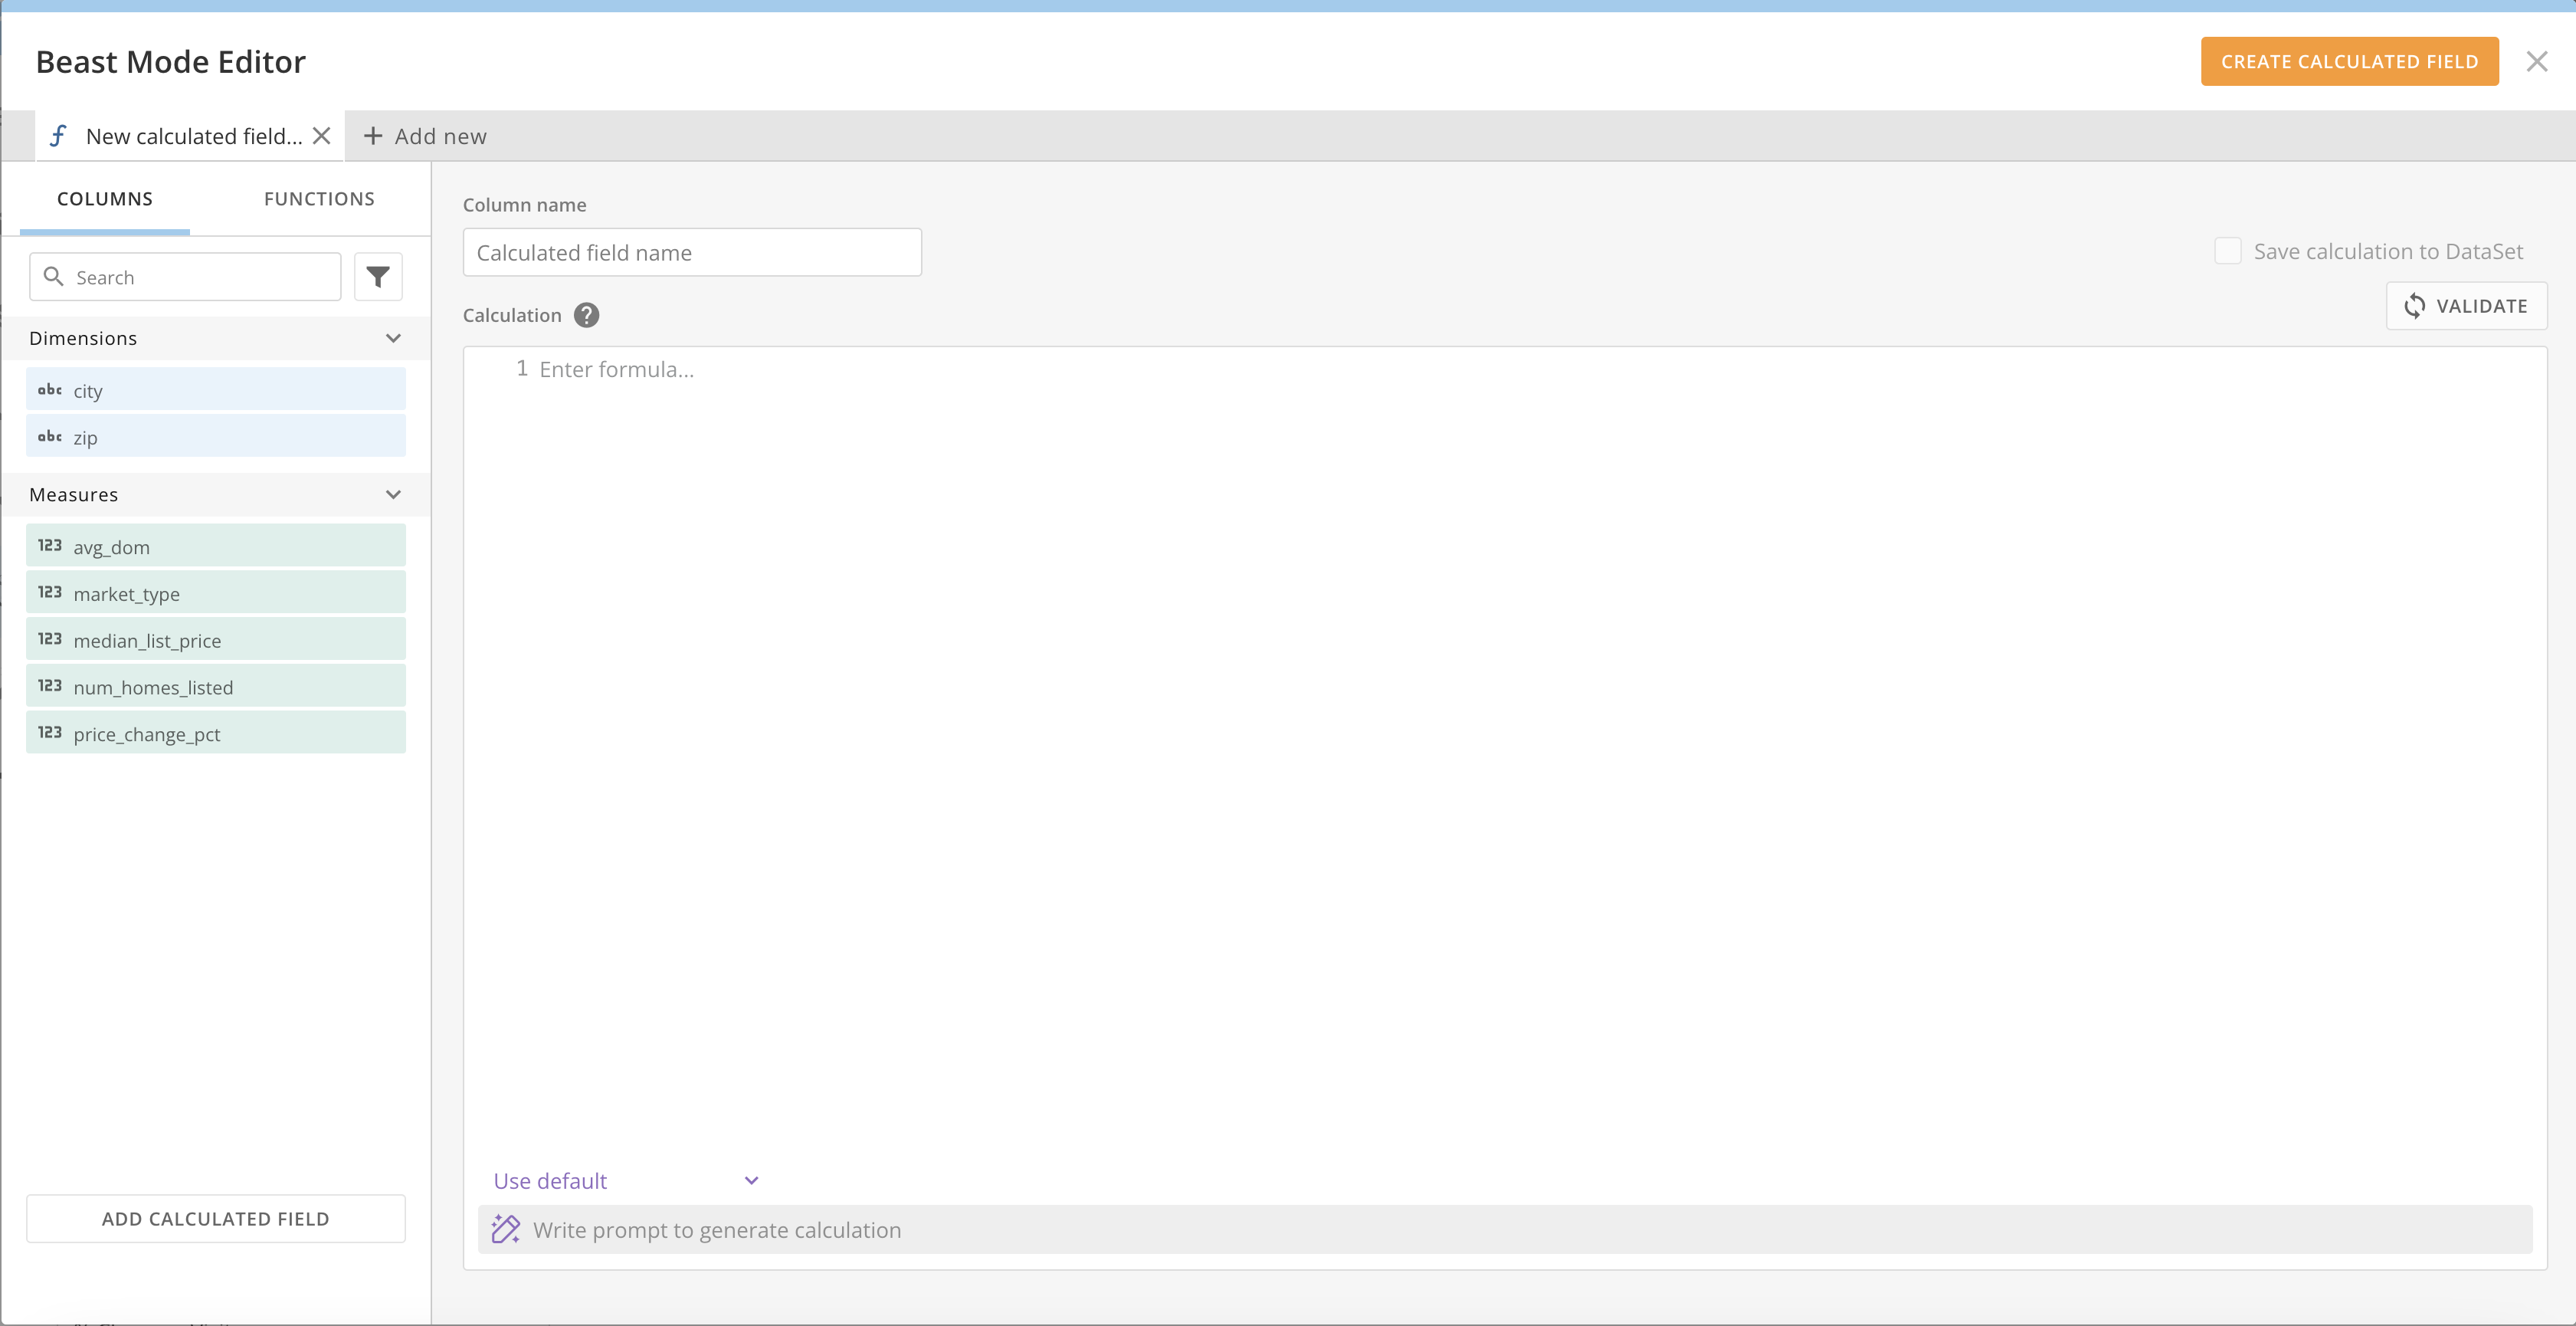 Beast Mode Editor
CREATE CALCULATED FIELD
New calculated field...
Add new
COLUMNS
FUNCTIONS
Search
Dimensions
abc city
abc zip
Measures
123 avg_dom
123 market_type
123 median_list_price
123 num_homes_listed
123 price_change_pct
ADD CALCULATED FIELD
Column name
Calculated field name
Save calculation to DataSet
Calculation ?
VALIDATE
1 Enter formula...
Use default
Write prompt to generate calculation